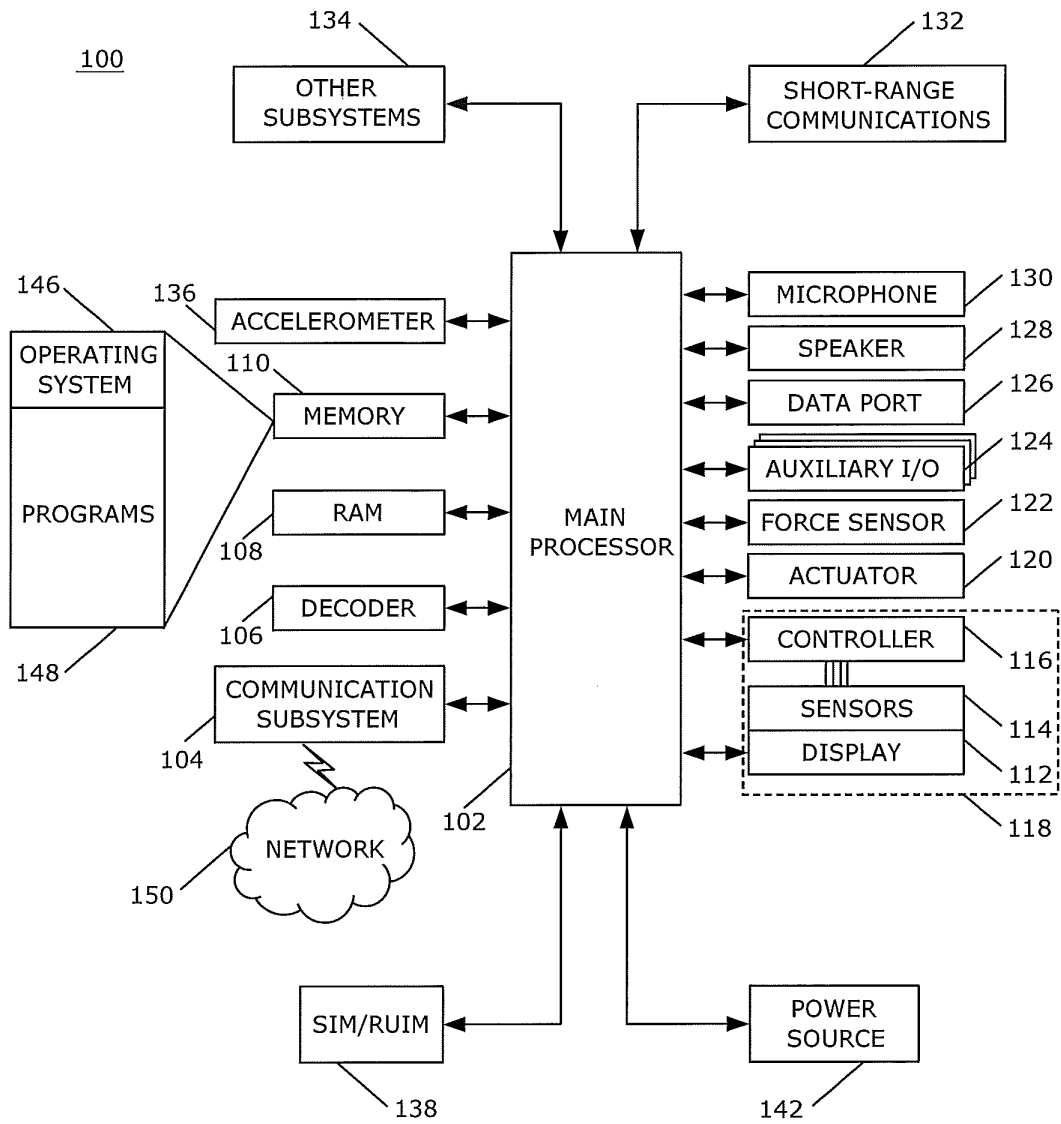 134
132
100
OTHER
SUBSYSTEMS
SHORT-RANGE
COMMUNICATIONS
146
136
ACCELEROMETER
OPERATING
SYSTEM
110
MEMORY
PROGRAMS
RAM
108
DECODER
106
148
COMMUNICATION
SUBSYSTEM
104
MAIN
PROCESSOR
102
MICROPHONE
130
SPEAKER
128
DATA PORT
126
AUXILIARY I/O
124
FORCE SENSOR
122
ACTUATOR
120
CONTROLLER
116
SENSORS
114
DISPLAY
112
118
NETWORK
150
SIM/RUIM
138
POWER
SOURCE
142